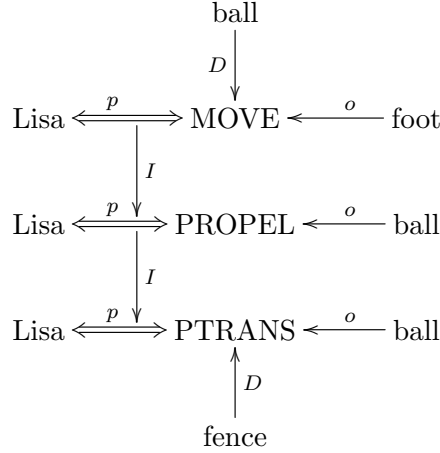 ball
D
p
o
Lisa MOVE foot
I
p
o
Lisa PROPEL ball
I
p
o
Lisa PTRANS ball
D
fence